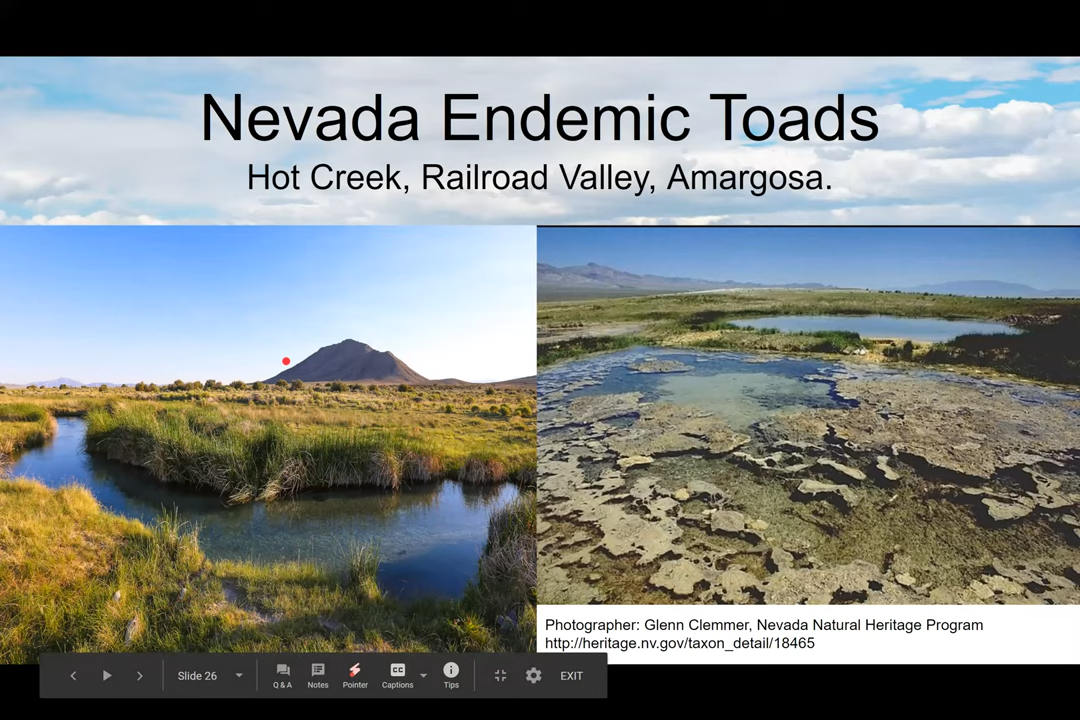 Nevada Endemic Toads
Hot Creek, Railroad Valley, Amargosa.
Photographer: Glenn Clemmer, Nevada Natural Heritage Program
http://heritage.nv.gov/taxon_detail/18465
Slide 26
Q & A
Notes
Pointer
CC
Captions
Tips
EXIT